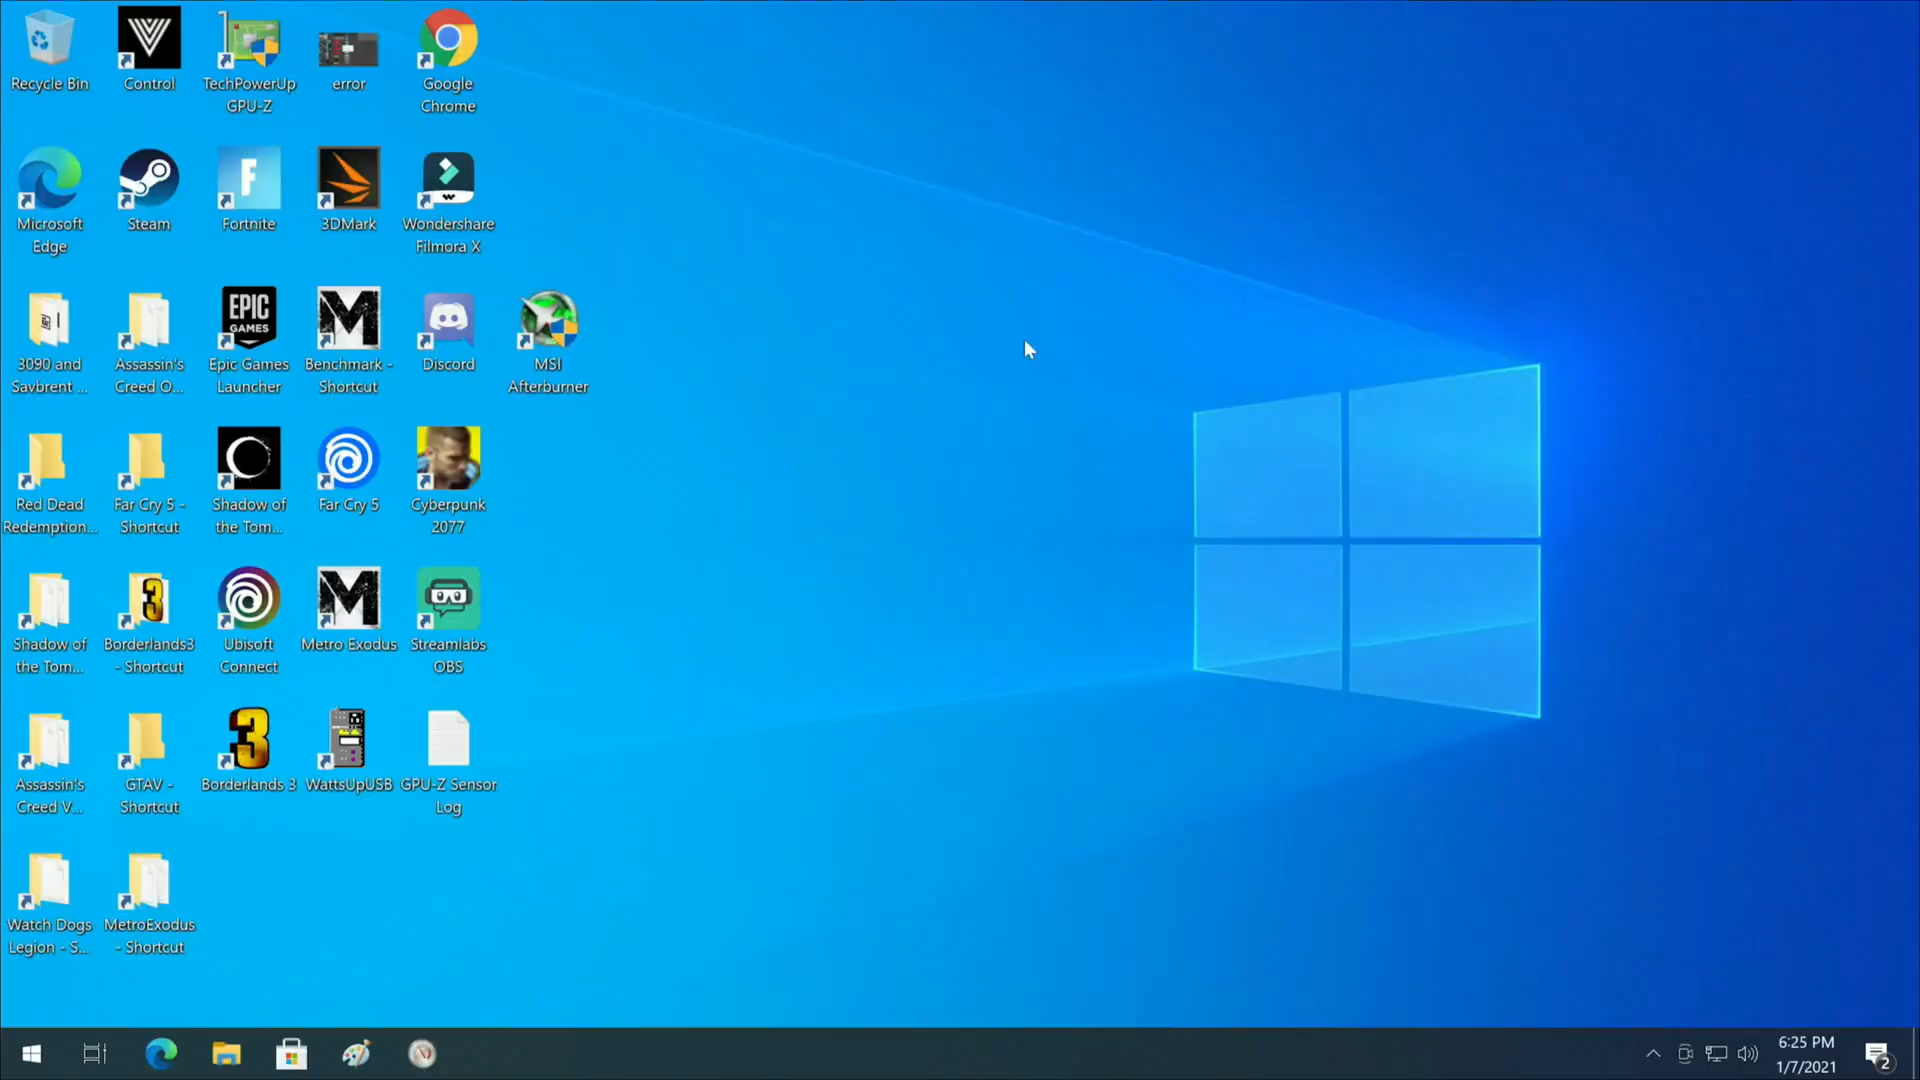 Recycle Bin
Control
TechPowerUp
GPU-Z
error
Google
Chrome
Microsoft
Edge
Steam
F
Fortnite
3DMark
Wondershare
Filmora X
3090 and
Savbrent ...
Assassin's
Creed O...
EPIC
GAMES
Epic Games
Launcher
Benchmark -
Shortcut
Discord
MSI
Afterburner
Red Dead
Redemption...
Far Cry 5 -
Shortcut
Shadow of
the Tom...
Far Cry 5
Cyberpunk
2077
Shadow of
the Tom...
3
Borderlands3
- Shortcut
Ubisoft
Connect
Metro Exodus
Streamlabs
OBS
Assassin's
Creed V...
GTAV -
Shortcut
3
Borderlands 3
WattsUpUSB
GPU-Z Sensor
Log
Watch Dogs
Legion - S...
MetroExodus
- Shortcut
6:25 PM
1/7/2021
2